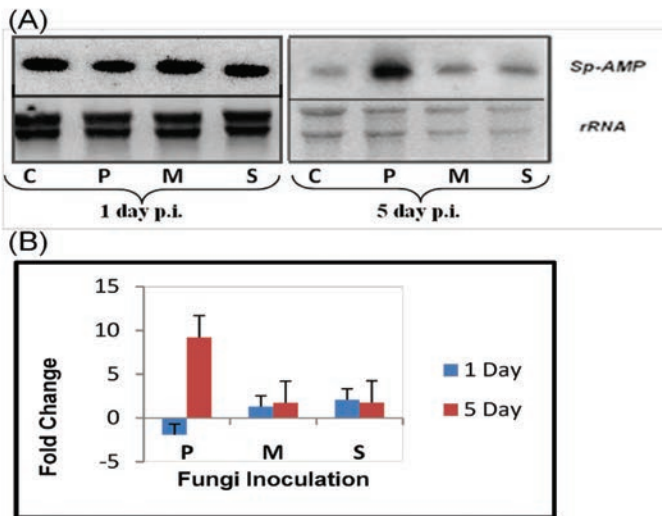 (A)
Sp-AMP
rRNA
C P M S C P M S
1 day p.i. 5 day p.i.
(B)
15
10
5
0
-5
Fold Change
P M S
Fungi Inoculation
1 Day
5 Day